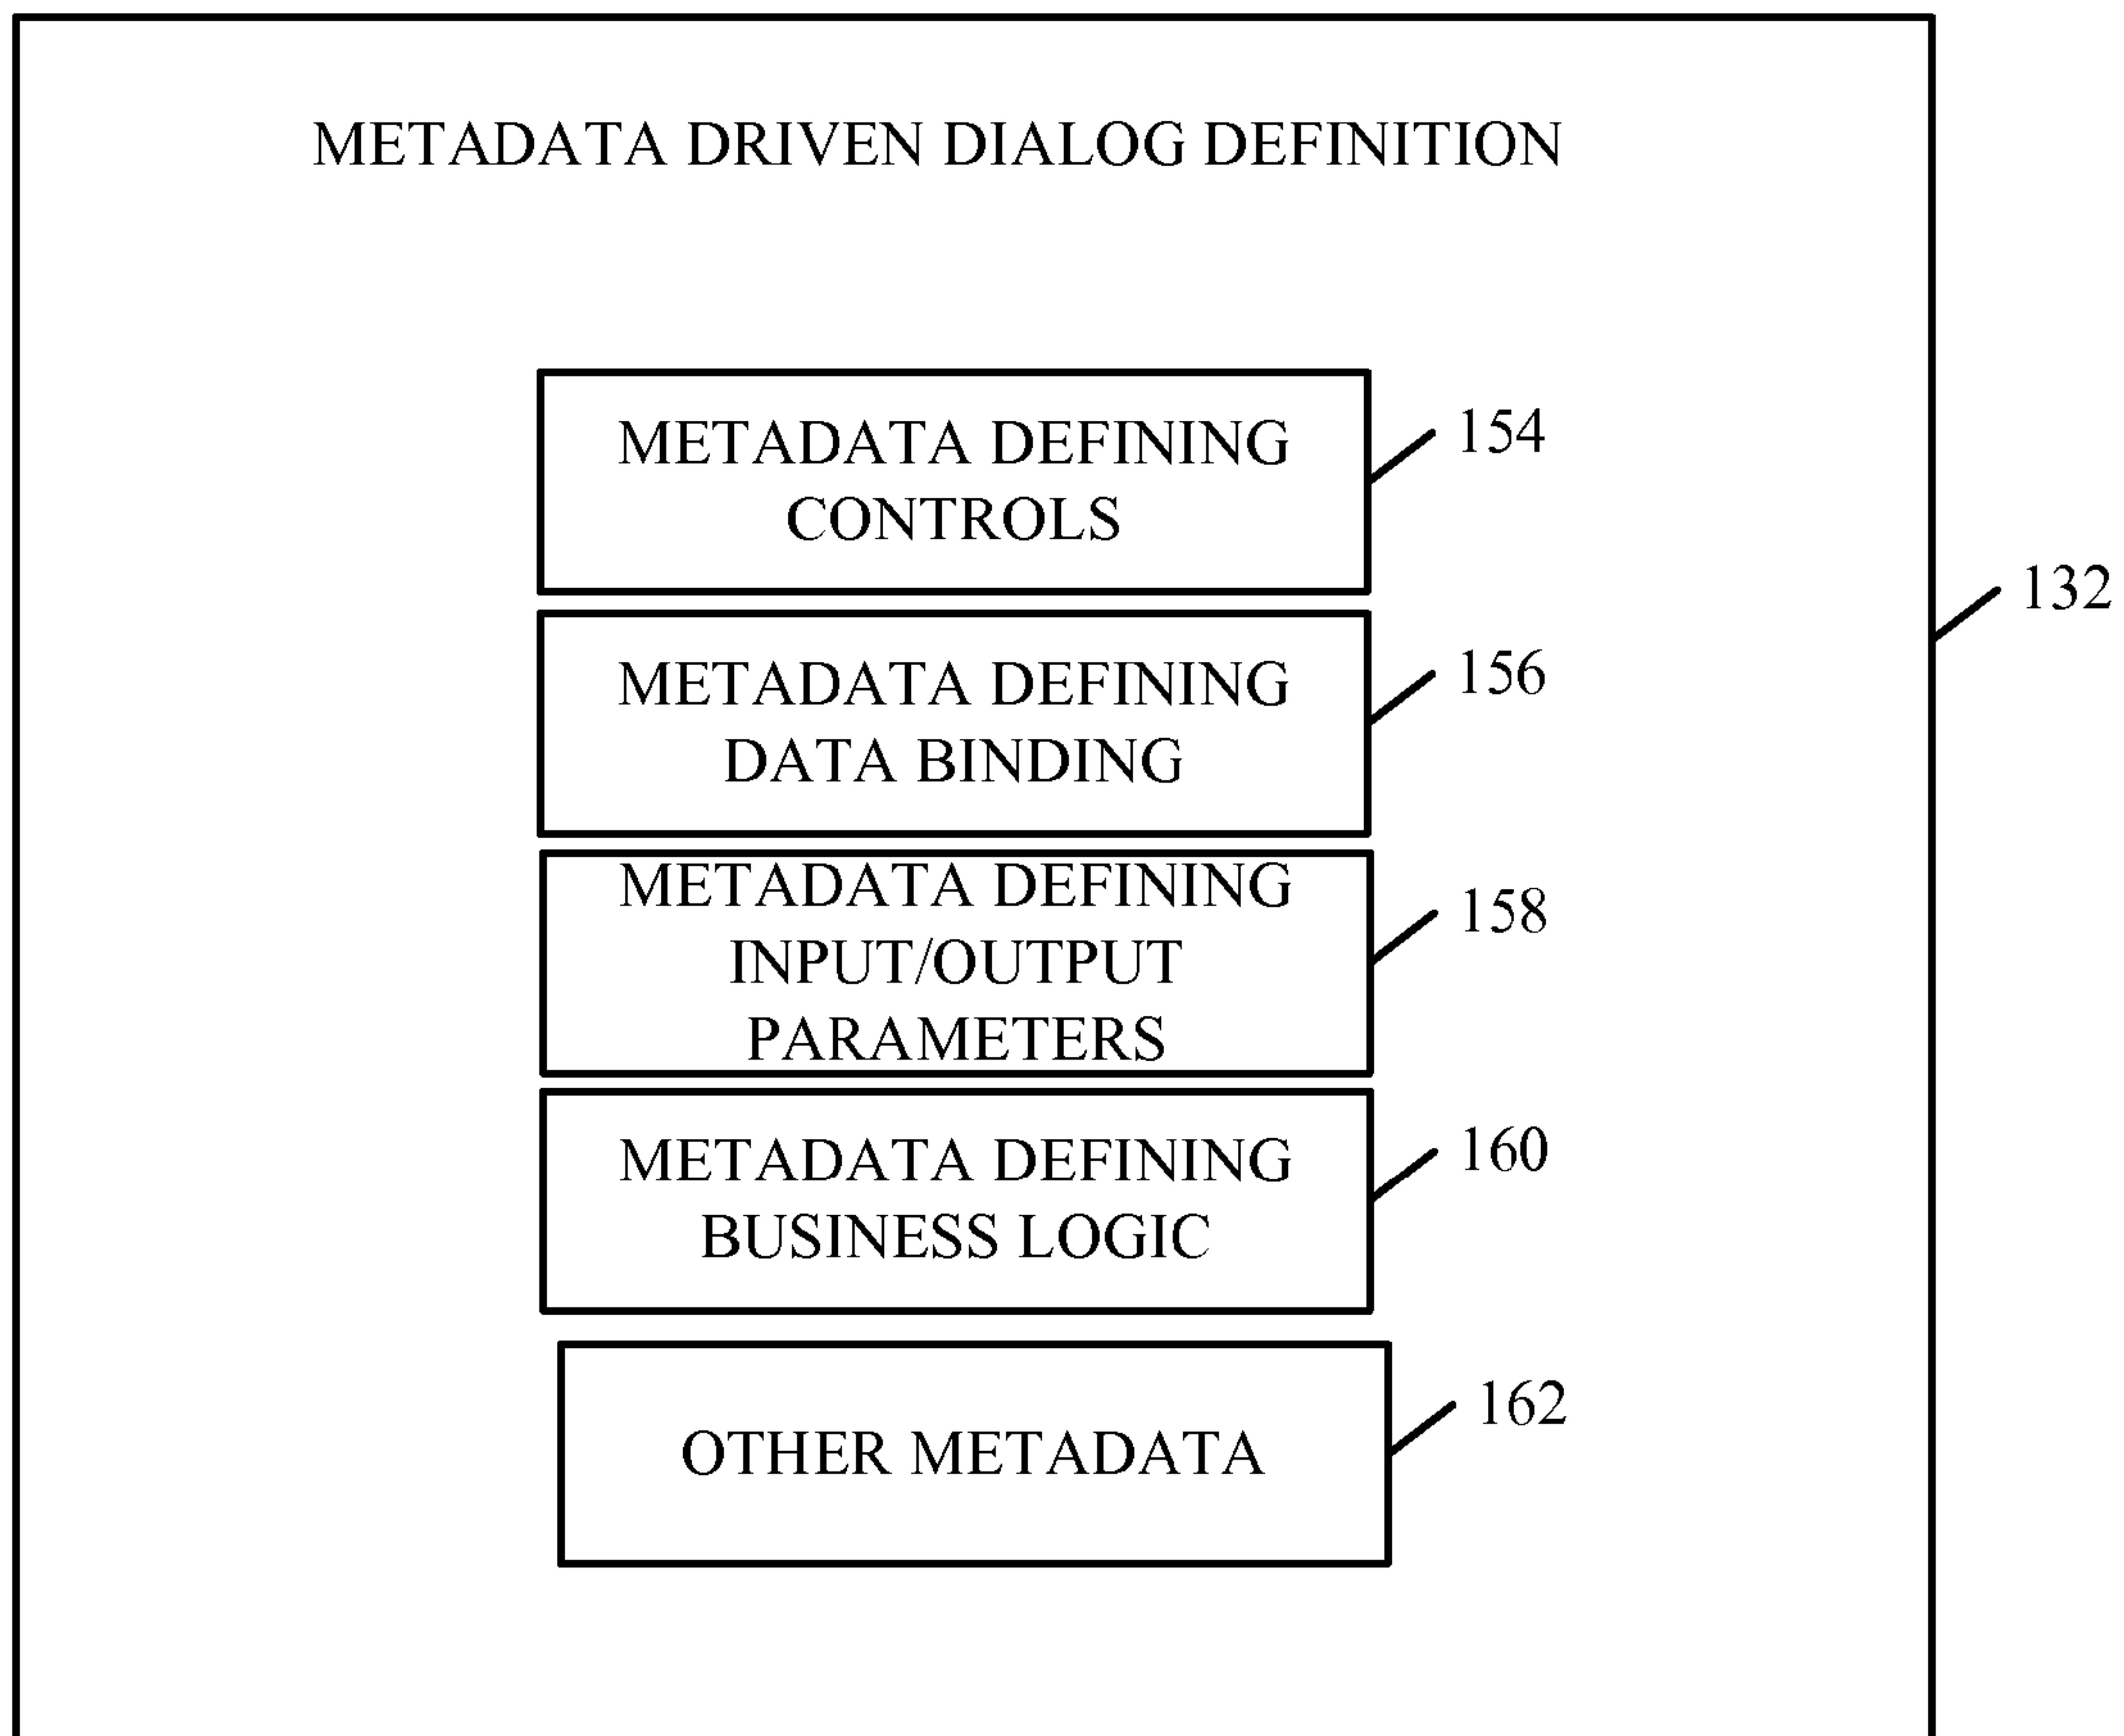 METADATA DRIVEN DIALOG DEFINITION
METADATA DEFINING
CONTROLS
154
132
METADATA DEFINING
DATA BINDING
156
METADATA DEFINING
INPUT/OUTPUT
PARAMETERS
158
METADATA DEFINING
BUSINESS LOGIC
160
OTHER METADATA
162